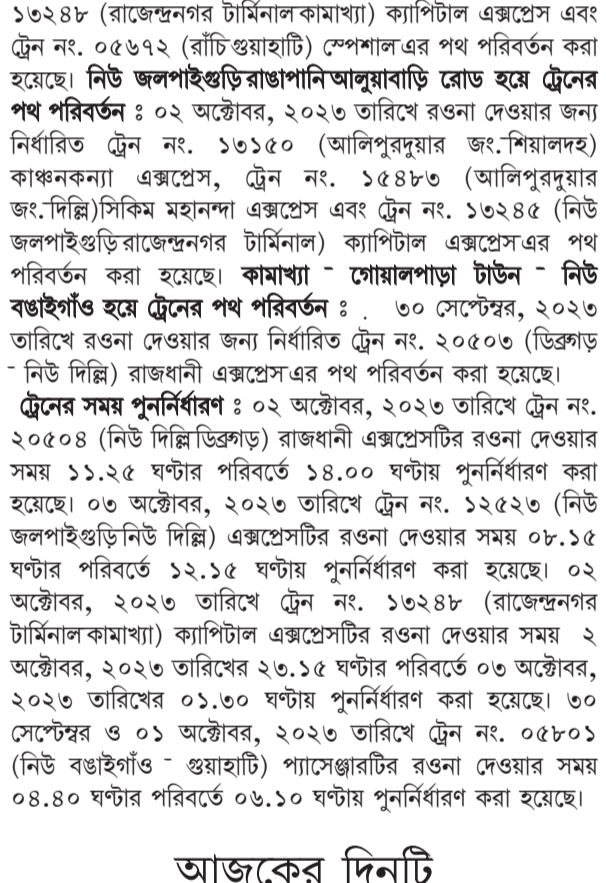 ১৩২৪৮ (রাজেন্দ্রনগর টার্মিনালকামাখ্যা) ক্যাপিটাল এক্সপ্রেস এবং
ট্রেন নং. ০৫৬৭২ (রাঁচিগুয়াহাটি) স্পেশালএর পথ পরিবর্তন করা
হয়েছে। নিউ জলপাইগুড়িরাঙাপানিআলুয়াবাড়ি রোড হয়ে ট্রেনের
পথ পরিবর্তন : ০২ অক্টোবর, ২০২৩ তারিখে রওনা দেওয়ার জন্য
নির্ধারিত ট্রেন নং. ১৩১৫০ (আলিপুরদুয়ার জং.শিয়ালদহ)
কাঞ্চনকন্যা এক্সপ্রেস, ট্রেন নং. ১৫৪৮৩ (আলিপুরদুয়ার
জং.দিল্লি)সিকিম মহানন্দা এক্সপ্রেস এবং ট্রেন নং. ১৩২৪৫ (নিউ
জলপাইগুড়িরাজেন্দ্রনগর টার্মিনাল) ক্যাপিটাল এক্সপ্রেসএর পথ
পরিবর্তন করা হয়েছে। কামাখ্যা - গোয়ালপাড়া টাউন - নিউ
বঙাইগাঁও হয়ে ট্রেনের পথ পরিবর্তন : . ৩০ সেপ্টেম্বর, ২০২৩
তারিখে রওনা দেওয়ার জন্য নির্ধারিত ট্রেন নং. ২০৫০৩ (ডিব্রুগড়
- নিউ দিল্লি) রাজধানী এক্সপ্রেসএর পথ পরিবর্তন করা হয়েছে।
ট্রেনের সময় পুনর্নির্ধারণ : ০২ অক্টোবর, ২০২৩ তারিখে ট্রেন নং.
২০৫০৪ (নিউ দিল্লিডিব্রুগড়) রাজধানী এক্সপ্রেসটির রওনা দেওয়ার
সময় ১১.২৫ ঘণ্টার পরিবর্তে ১৪.০০ ঘণ্টায় পুনর্নির্ধারণ করা
হয়েছে। ০৩ অক্টোবর, ২০২৩ তারিখে ট্রেন নং. ১২৫২৩ (নিউ
জলপাইগুড়িনিউ দিল্লি) এক্সপ্রেসটির রওনা দেওয়ার সময় ০৮.১৫
ঘণ্টার পরিবর্তে ১২.১৫ ঘণ্টায় পুনর্নির্ধারণ করা হয়েছে। ০২
অক্টোবর, ২০২৩ তারিখে ট্রেন নং. ১৩২৪৮ (রাজেন্দ্রনগর
টার্মিনালকামাখ্যা) ক্যাপিটাল এক্সপ্রেসটির রওনা দেওয়ার সময় ২
অক্টোবর, ২০২৩ তারিখের ২৩.১৫ ঘণ্টার পরিবর্তে ০৩ অক্টোবর,
২০২৩ তারিখের ০১.৩০ ঘণ্টায় পুনর্নির্ধারণ করা হয়েছে। ৩০
সেপ্টেম্বর ও ০১ অক্টোবর, ২০২৩ তারিখে ট্রেন নং. ০৫৮০১
(নিউ বঙাইগাঁও - গুয়াহাটি) প্যাসেঞ্জারটির রওনা দেওয়ার সময়
০৪.৪০ ঘণ্টার পরিবর্তে ০৬.১০ ঘণ্টায় পুনর্নির্ধারণ করা হয়েছে।
আজকের দিনটি